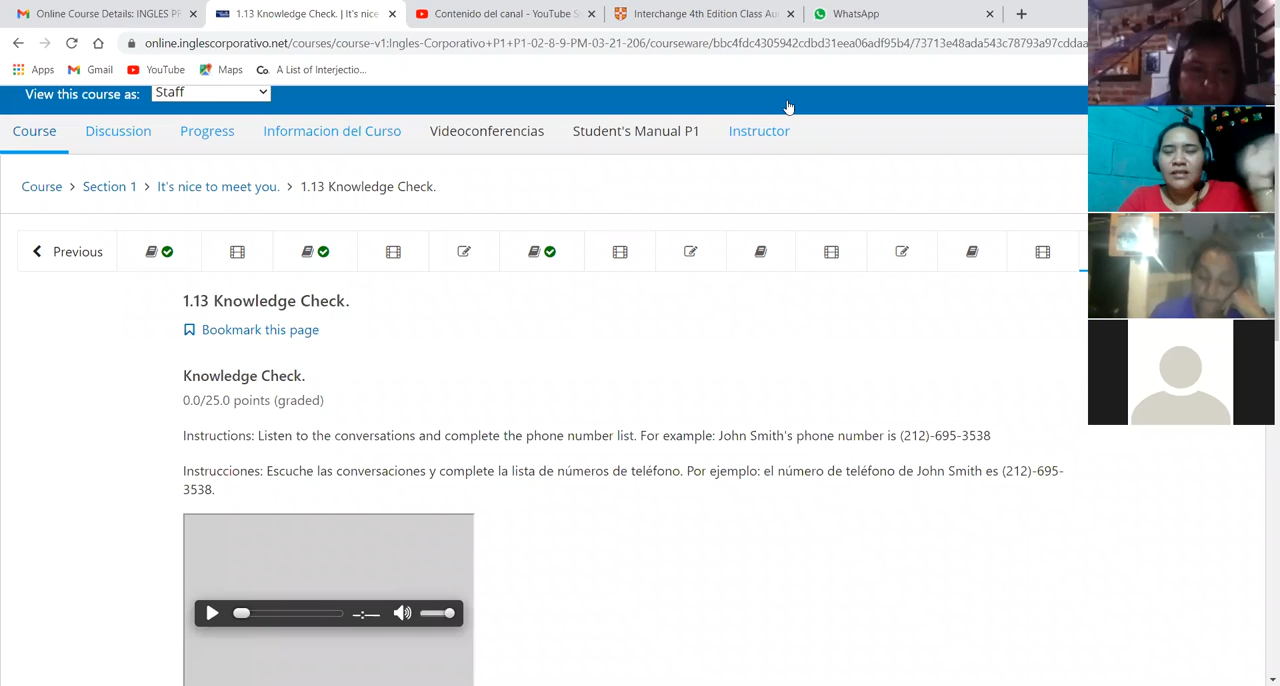 Online Course Details: INGLES PR
1.13 Knowledge Check. | It's nice
Contenido del canal - YouTube S
Interchange 4th Edition Class Au
WhatsApp
online.inglescorporativo.net/courses/course-v1:Ingles-Corporativo+P1+P1-02-8-9-PM-03-21-206/courseware/bbc4fdc4305942cdbd31eea06adf95b4/73713e48ada543c78793a97cddaa
Apps
Gmail
YouTube
Maps
Co.
A List of Interjectio...
View this course as:
Staff
Course
Discussion
Progress
Informacion del Curso
Videoconferencias
Student's Manual P1
Instructor
Course > Section 1 > It's nice to meet you. > 1.13 Knowledge Check.
Previous
1.13 Knowledge Check.
Bookmark this page
Knowledge Check.
0.0/25.0 points (graded)
Instructions: Listen to the conversations and complete the phone number list. For example: John Smith's phone number is (212)-695-3538
Instrucciones: Escuche las conversaciones y complete la lista de números de teléfono. Por ejemplo: el número de teléfono de John Smith es (212)-695-
3538.
-:--